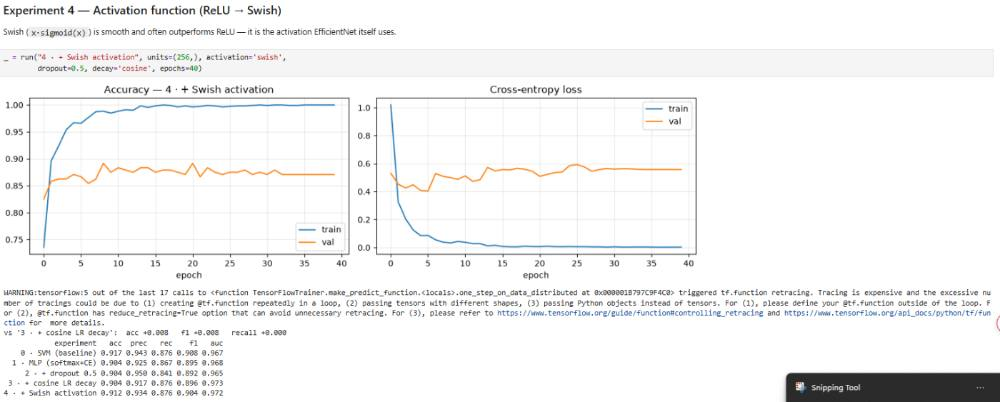 Experiment 4 — Activation function (ReLU → Swish)
Swish (x·sigmoid(x)) is smooth and often outperforms ReLU — it is the activation EfficientNet itself uses.
_ = run("4 · + Swish activation", units=(256,), activation='swish',
dropout=0.5, decay='cosine', epochs=40)
Accuracy — 4 · + Swish activation
1.00
0.95
0.90
0.85
0.80
0.75
train
val
0 5 10 15 20 25 30 35 40
epoch
Cross-entropy loss
1.0
0.8
0.6
0.4
0.2
0.0
train
val
0 5 10 15 20 25 30 35 40
epoch
WARNING:tensorflow:5 out of the last 17 calls to <function TensorFlowTrainer.make_predict_function.<locals>.one_step_on_data_distributed at 0x000001B797C9F4C0> triggered tf.function retracing. Tracing is expensive and the excessive nu
mber of tracings could be due to (1) creating @tf.function repeatedly in a loop, (2) passing tensors with different shapes, (3) passing Python objects instead of tensors. For (1), please define your @tf.function outside of the loop. F
or (2), @tf.function has reduce_retracing=True option that can avoid unnecessary retracing. For (3), please refer to https://www.tensorflow.org/guide/function#controlling_retracing and https://www.tensorflow.org/api_docs/python/tf/fun
ction for  more details.
vs '3 · + cosine LR decay':  acc +0.008   f1 +0.008   recall +0.000
experiment   acc  prec   rec    f1   auc
0 · SVM (baseline) 0.917 0.943 0.876 0.908 0.967
1 · MLP (softmax+CE) 0.904 0.925 0.867 0.895 0.968
2 · + dropout 0.5 0.904 0.950 0.841 0.892 0.965
3 · + cosine LR decay 0.904 0.917 0.876 0.896 0.973
4 · + Swish activation 0.912 0.934 0.876 0.904 0.972
Snipping Tool